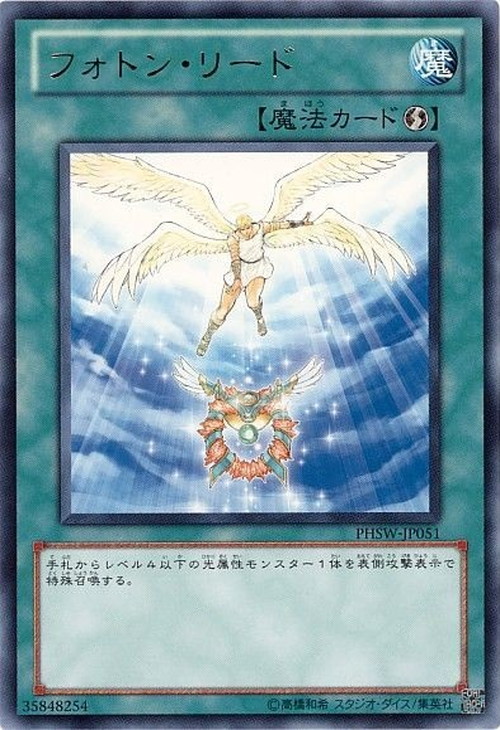 フォトン・リード
魔
【魔法カード】
まほう
PHSW-JP051
手札からレベル4以下の光属性モンスター1体を表側攻撃表示で
特殊召喚する。
35848254
©高橋和希 スタジオ・ダイス/集英社